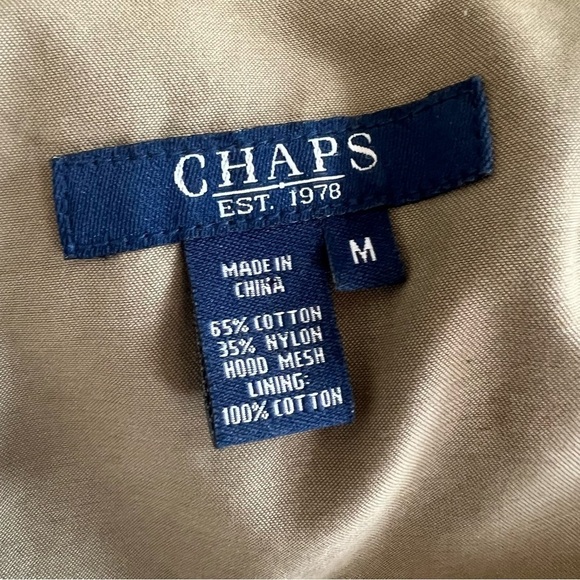 CHAPS
EST. 1978
M
MADE IN
CHINA
65% COTTON
35% NYLON
HOOD MESH
LINING:
100% COTTON